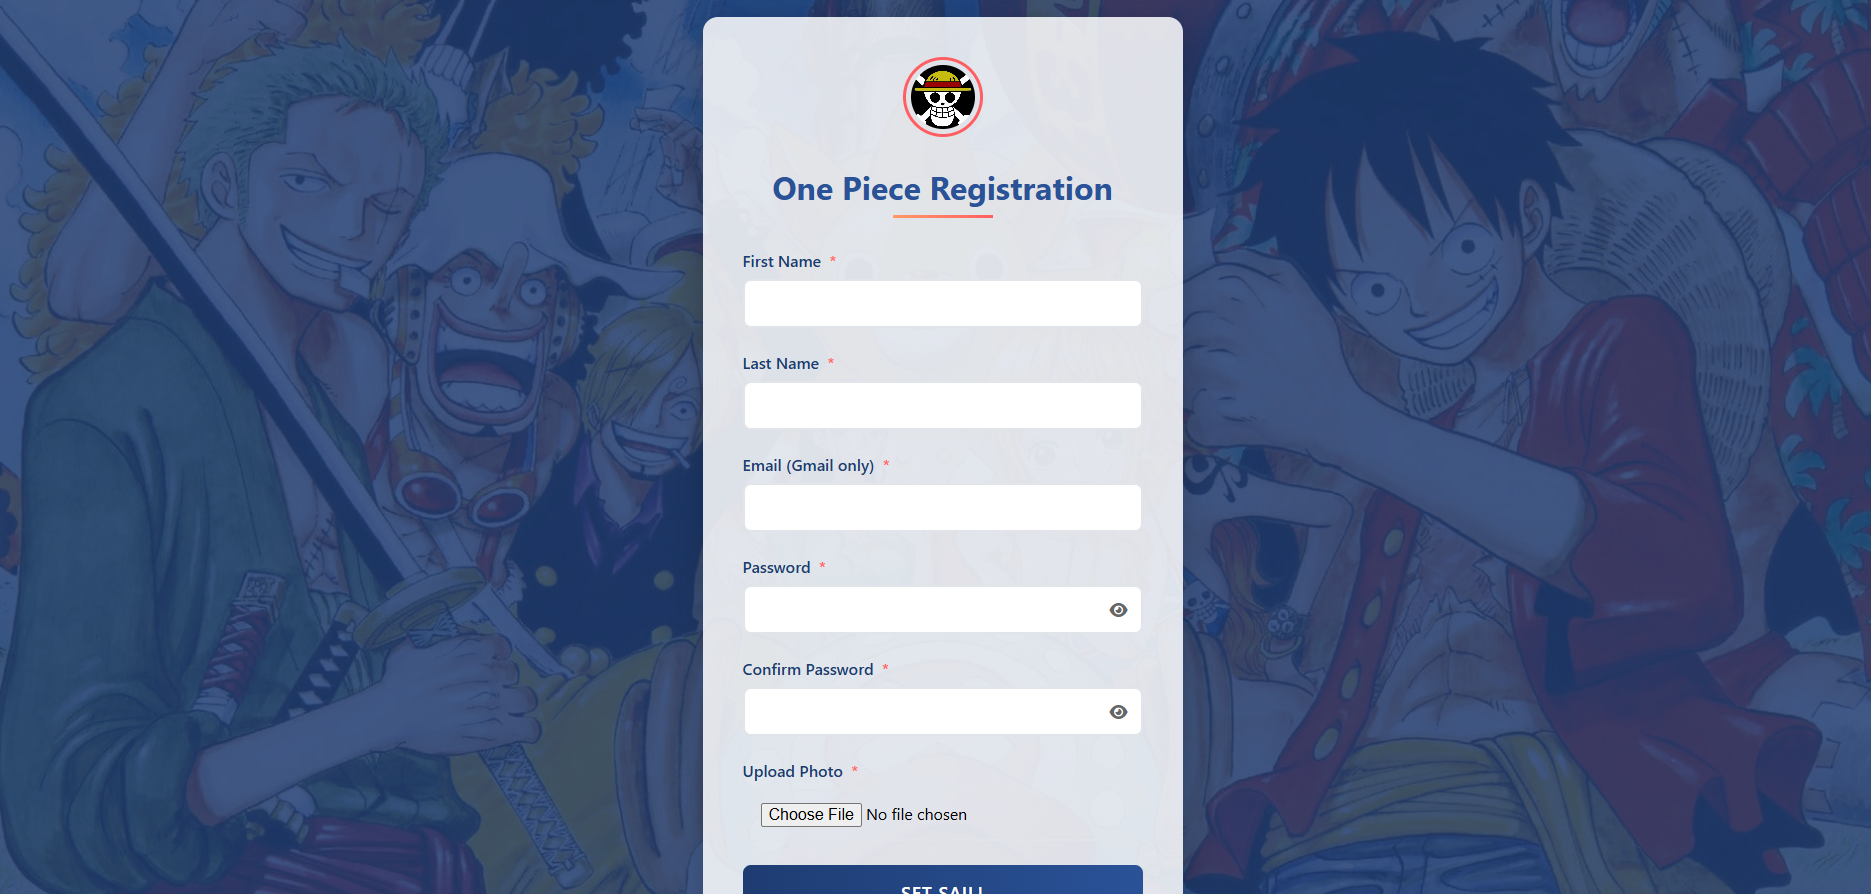 One Piece Registration
First Name *
Last Name *
Email (Gmail only) *
Password *
Confirm Password *
Upload Photo *
Choose File No file chosen
SET SAIL!